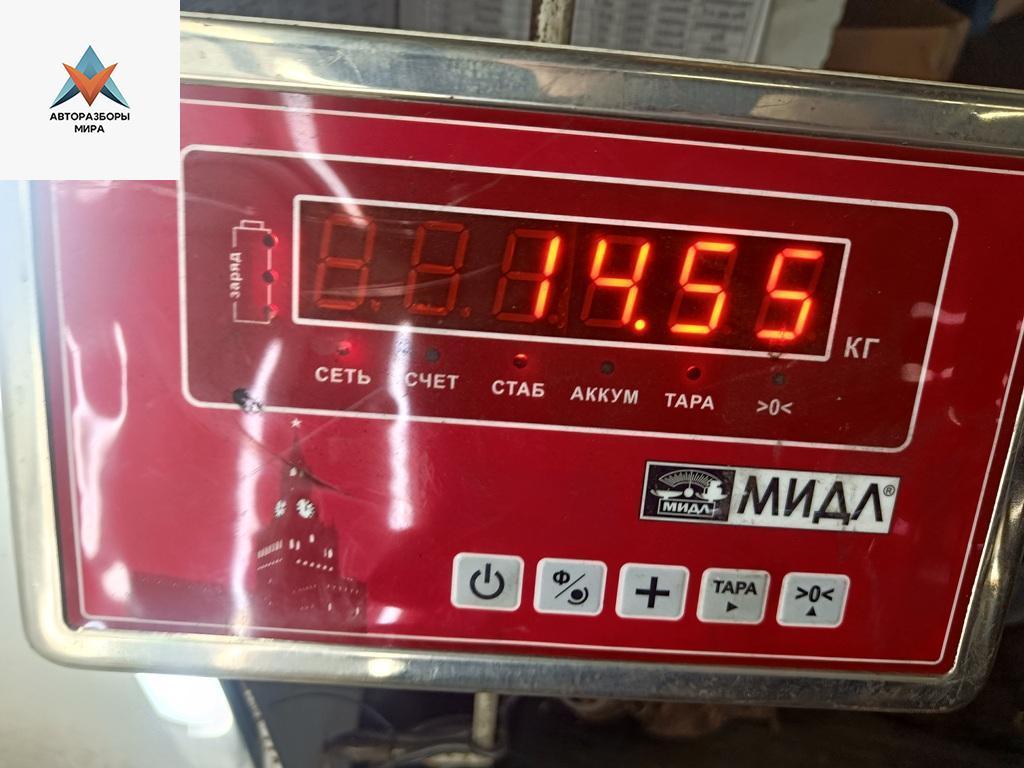 АВТОРАЗБОРЫ
МИРА
заряд
14.55
КГ
СЕТЬ СЧЕТ СТАБ АККУМ ТАРА >0<
МИДЛ МИДЛ®
Ф + ТАРА >0<